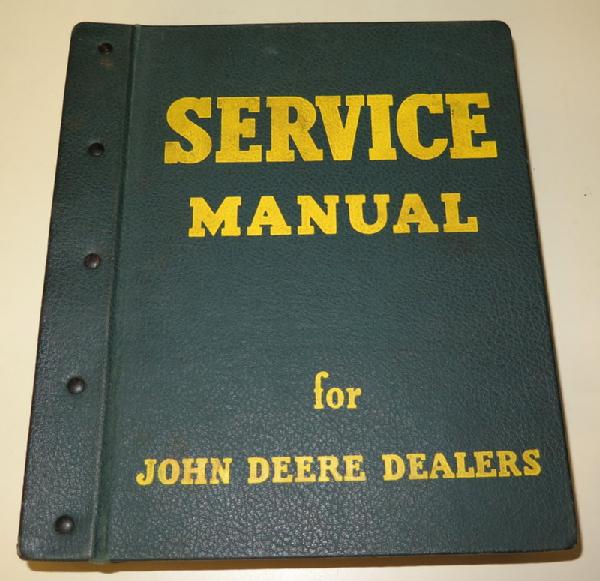 SERVICE
MANUAL
for
JOHN DEERE DEALERS